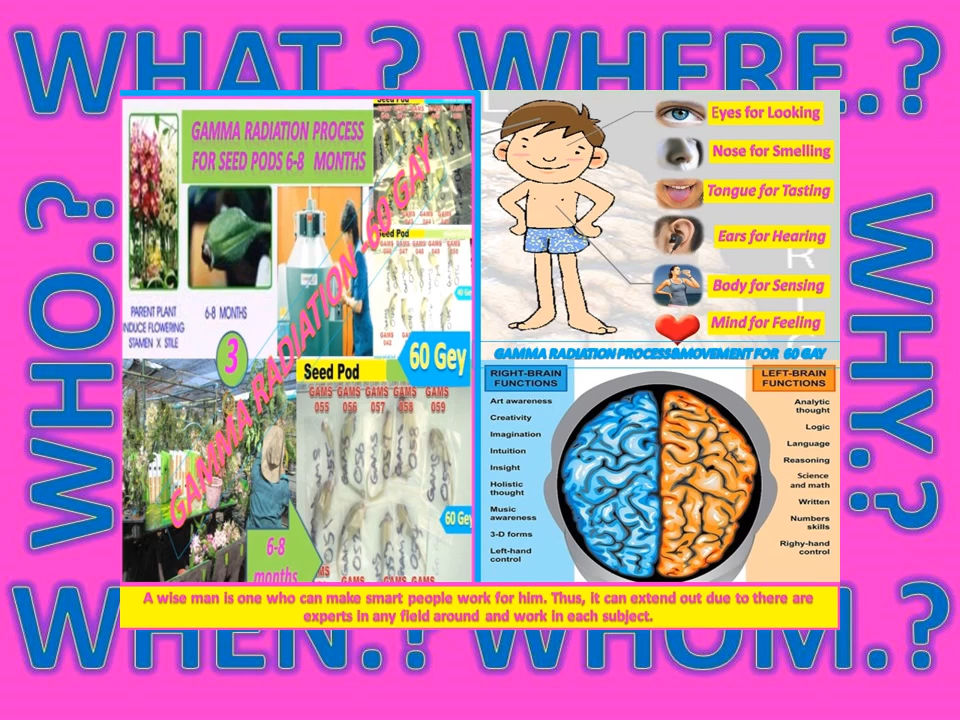 WHAT.? WHERE.?
WHO.?
WHY.?
WHEN.? WHOM.?
GAMMA RADIATION PROCESS
FOR SEED PODS 6-8 MONTHS
PARENT PLANT
INDUCE FLOWERING
STAMEN X STILE
6-8 MONTHS
3
GAMMA RADIATION -60 GAY
Seed Pod
Seed Pod
60 Gey
Seed Pod
GAMS GAMS GAMS GAMS GAMS
055 056 057 058 059
60 Gey
6-8
months
Eyes for Looking
Nose for Smelling
Tongue for Tasting
Ears for Hearing
Body for Sensing
Mind for Feeling
GAMMA RADIATION PROCESS&MOVEMENT FOR 60 GAY
RIGHT-BRAIN
FUNCTIONS
Art awareness
Creativity
Imagination
Intuition
Insight
Holistic
thought
Music
awareness
3-D forms
Left-hand
control
LEFT-BRAIN
FUNCTIONS
Analytic
thought
Logic
Language
Reasoning
Science
and math
Written
Numbers
skills
Righy-hand
control
A wise man is one who can make smart people work for him. Thus, it can extend out due to there are
experts in any field around and work in each subject.